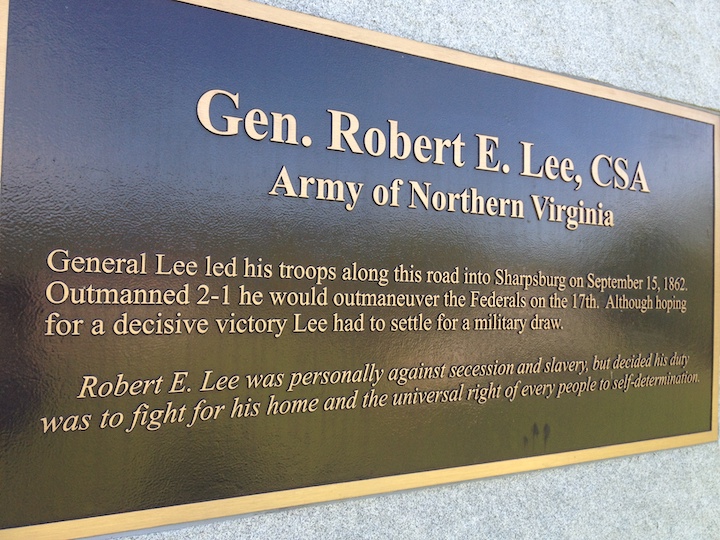 Gen. Robert E. Lee, CSA
Army of Northern Virginia
General Lee led his troops along this road into Sharpsburg on September 15, 1862.
Outmanned 2-1 he would outmaneuver the Federals on the 17th. Although hoping
for a decisive victory Lee had to settle for a military draw.
Robert E. Lee was personally against secession and slavery, but decided his duty
was to fight for his home and the universal right of every people to self-determination.